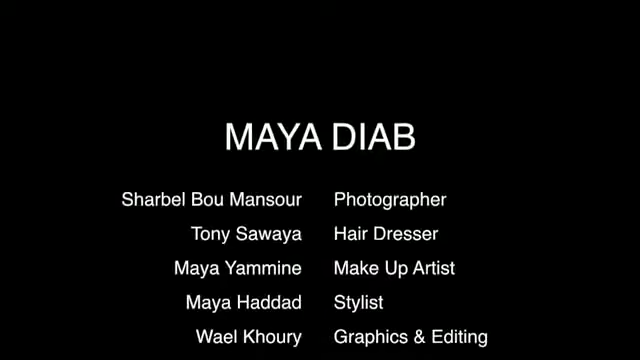 MAYA DIAB
Sharbel Bou Mansour Photographer
Tony Sawaya Hair Dresser
Maya Yammine Make Up Artist
Maya Haddad Stylist
Wael Khoury Graphics & Editing